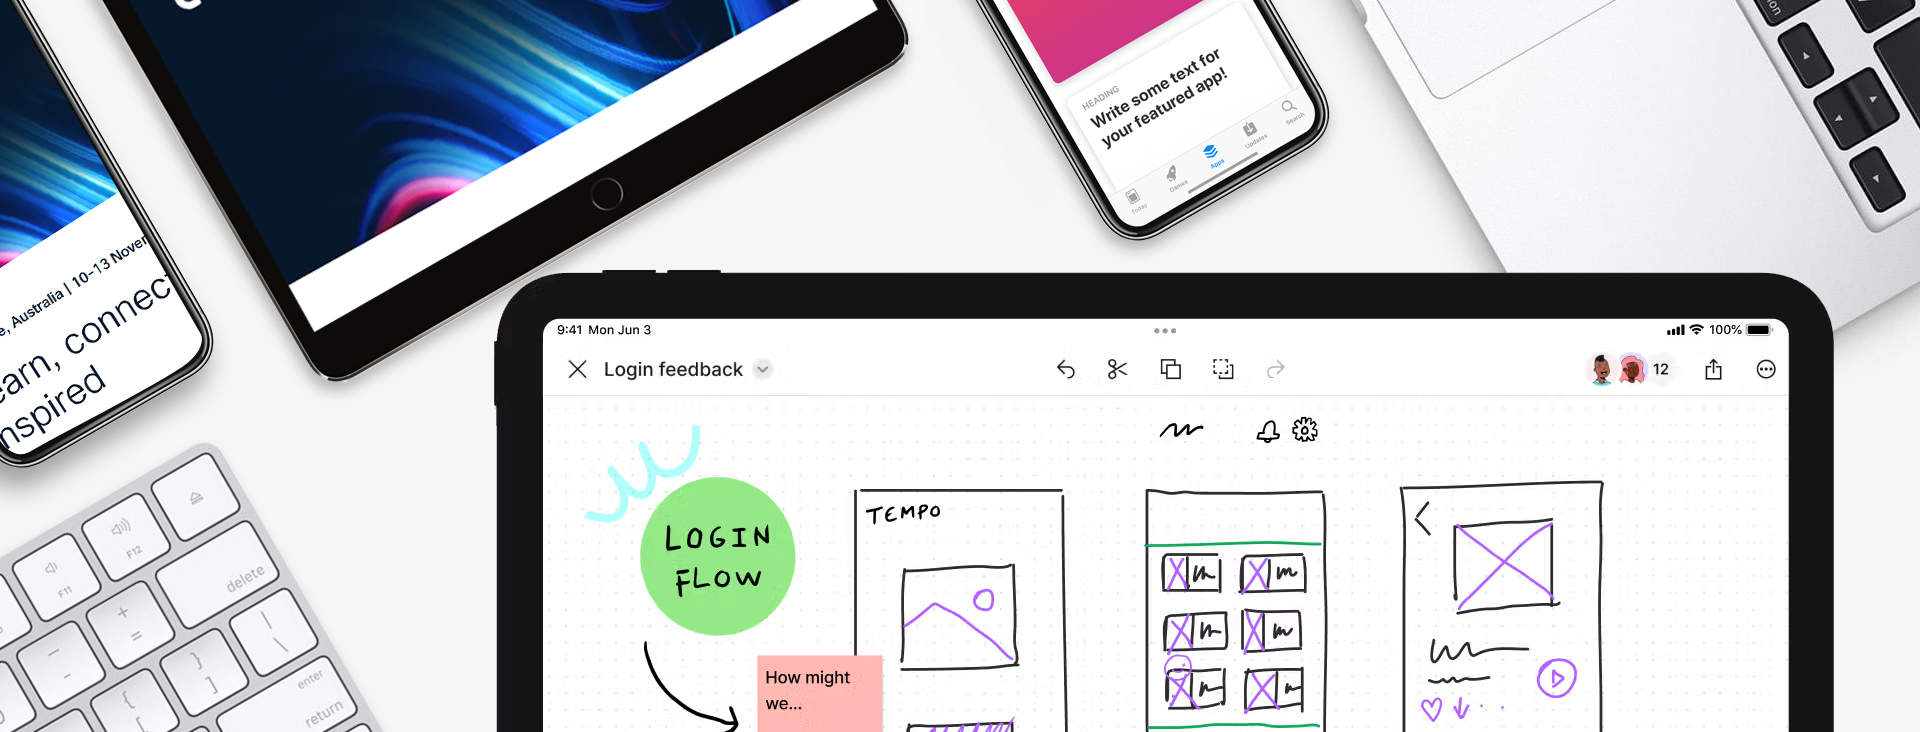 HEADING
Write some text for
your featured app!
Today
Games
Apps
Updates
Search
Australia | 10-13
earn, connec
nspired
F11
F12
delete
enter
return
9:41 Mon Jun 3
100%
Login feedback
12
LOGIN
FLOW
TEMPO
How might
we...